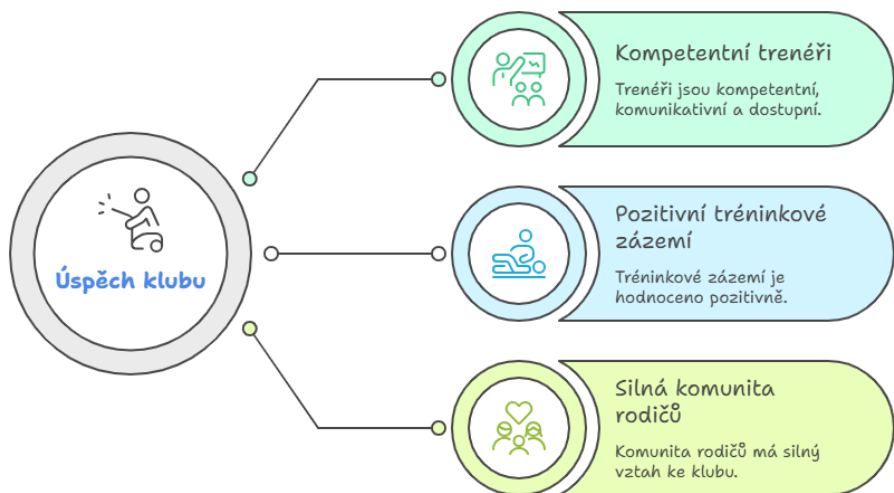 Úspěch klubu
Kompetentní trenéři
Trenéři jsou kompetentní,
komunikativní a dostupní.
Pozitivní tréninkové
zázemí
Tréninkové zázemí je
hodnoceno pozitivně.
Silná komunita
rodičů
Komunita rodičů má silný
vztah ke klubu.